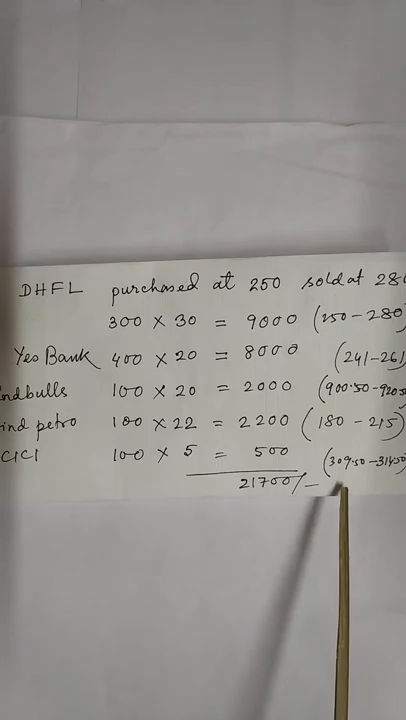 DHFL purchased at 250 sold at 280
300 × 30 = 9000 (250 - 280)
Yes Bank 400 × 20 = 8000 (241-261)
ndbulls 100 × 20 = 2000 (900.50-920.50
ind petro 100 × 22 = 2200 (180 - 215)
CICI 100 × 5 = 500 (309.50-314.50)
21700/-